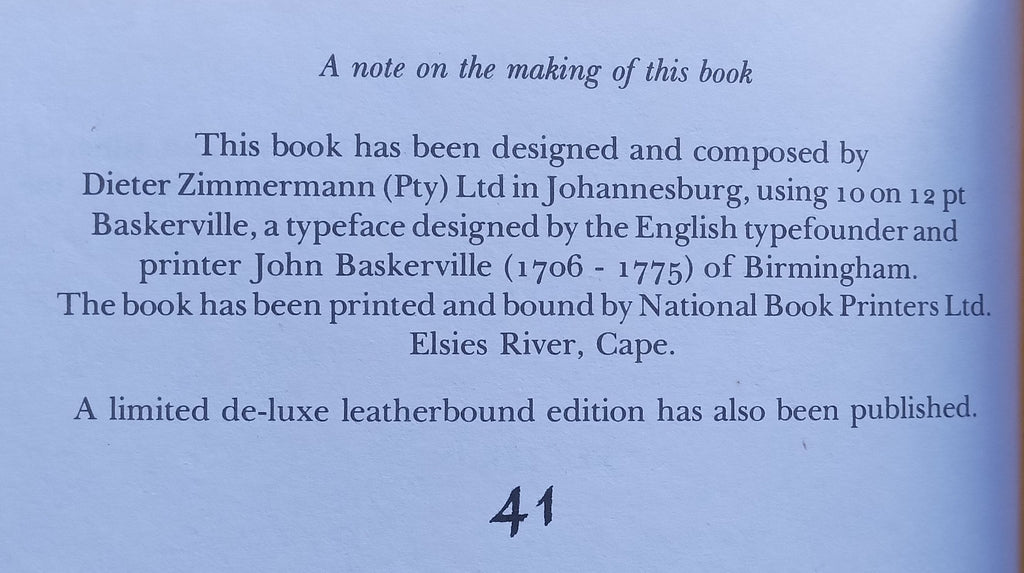 A note on the making of this book
This book has been designed and composed by
Dieter Zimmermann (Pty) Ltd in Johannesburg, using 10 on 12 pt
Baskerville, a typeface designed by the English typefounder and
printer John Baskerville (1706 - 1775) of Birmingham.
The book has been printed and bound by National Book Printers Ltd.
Elsies River, Cape.
A limited de-luxe leatherbound edition has also been published.
41